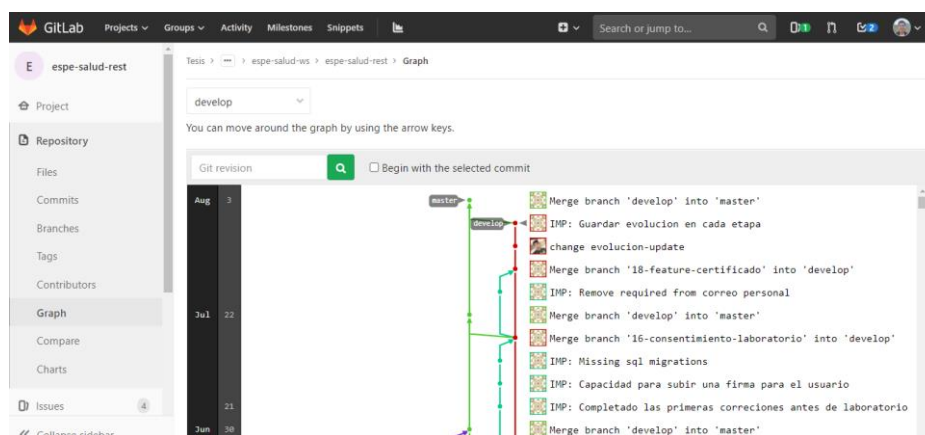 GitLab Projects Groups Activity Milestones Snippets Search or jump to... 1 2
E espe-salud-rest
Tesis > ... > espe-salud-ws > espe-salud-rest > Graph
Project
develop
You can move around the graph by using the arrow keys.
Repository
Git revision Begin with the selected commit
Files
Commits
Branches
Tags
Contributors
Graph
Compare
Charts
Issues 4
Collapse sidebar
Aug 3 master Merge branch 'develop' into 'master'
develop IMP: Guardar evolucion en cada etapa
change evolucion-update
Merge branch '18-feature-certificado' into 'develop'
IMP: Remove required from correo personal
Jul 22 Merge branch 'develop' into 'master'
Merge branch '16-consentimiento-laboratorio' into 'develop'
IMP: Missing sql migrations
IMP: Capacidad para subir una firma para el usuario
21 IMP: Completado las primeras correciones antes de laboratorio
Jun 30 Merge branch 'develop' into 'master'